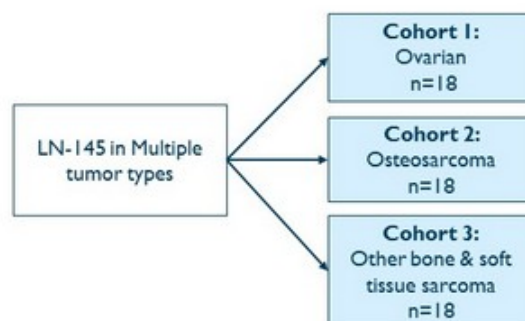 LN-145 in Multiple
tumor types
Cohort 1:
Ovarian
n=18
Cohort 2:
Osteosarcoma
n=18
Cohort 3:
Other bone & soft
tissue sarcoma
n=18